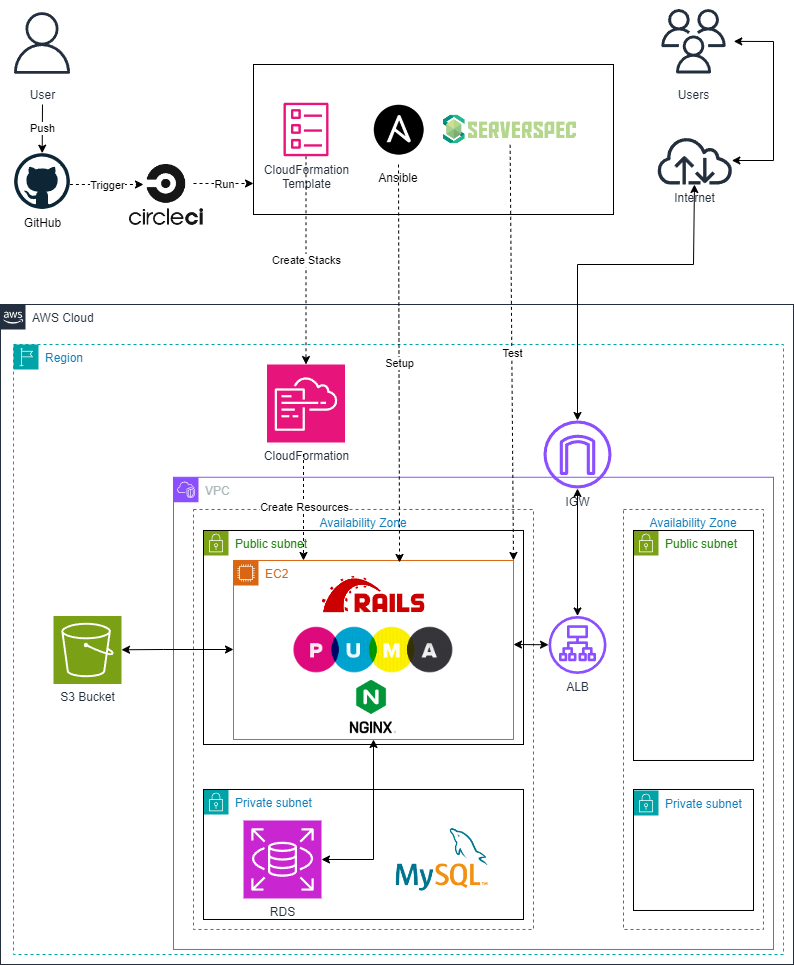 User
Users
Push
CloudFormation
Template
Ansible
SERVERSPEC
GitHub
Trigger
circleci
Run
Internet
Create Stacks
aws
AWS Cloud
Region
Setup
Test
CloudFormation
IGW
VPC
Create Resources
Availability Zone
Availability Zone
Public subnet
Public subnet
EC2
RAILS
PUMA
N
NGINX
S3 Bucket
ALB
Private subnet
Private subnet
MySQL™
RDS